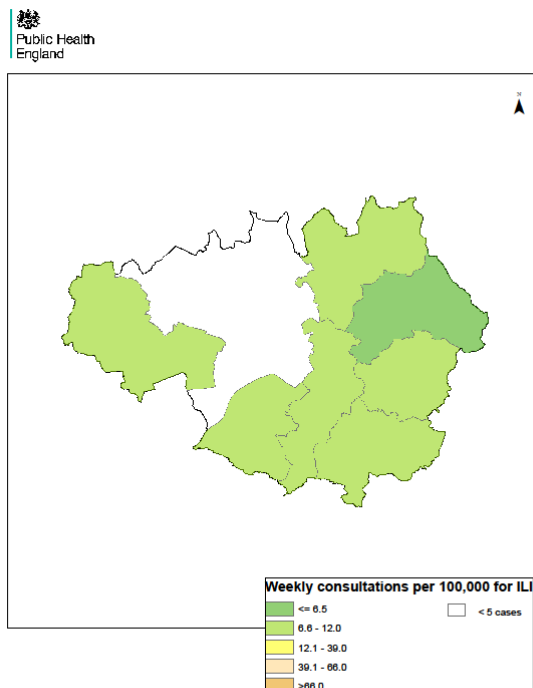 Public Health
England
N
Weekly consultations per 100,000 for ILI
<= 6.5
< 5 cases
6.6 - 12.0
12.1 - 39.0
39.1 - 66.0
>66.0